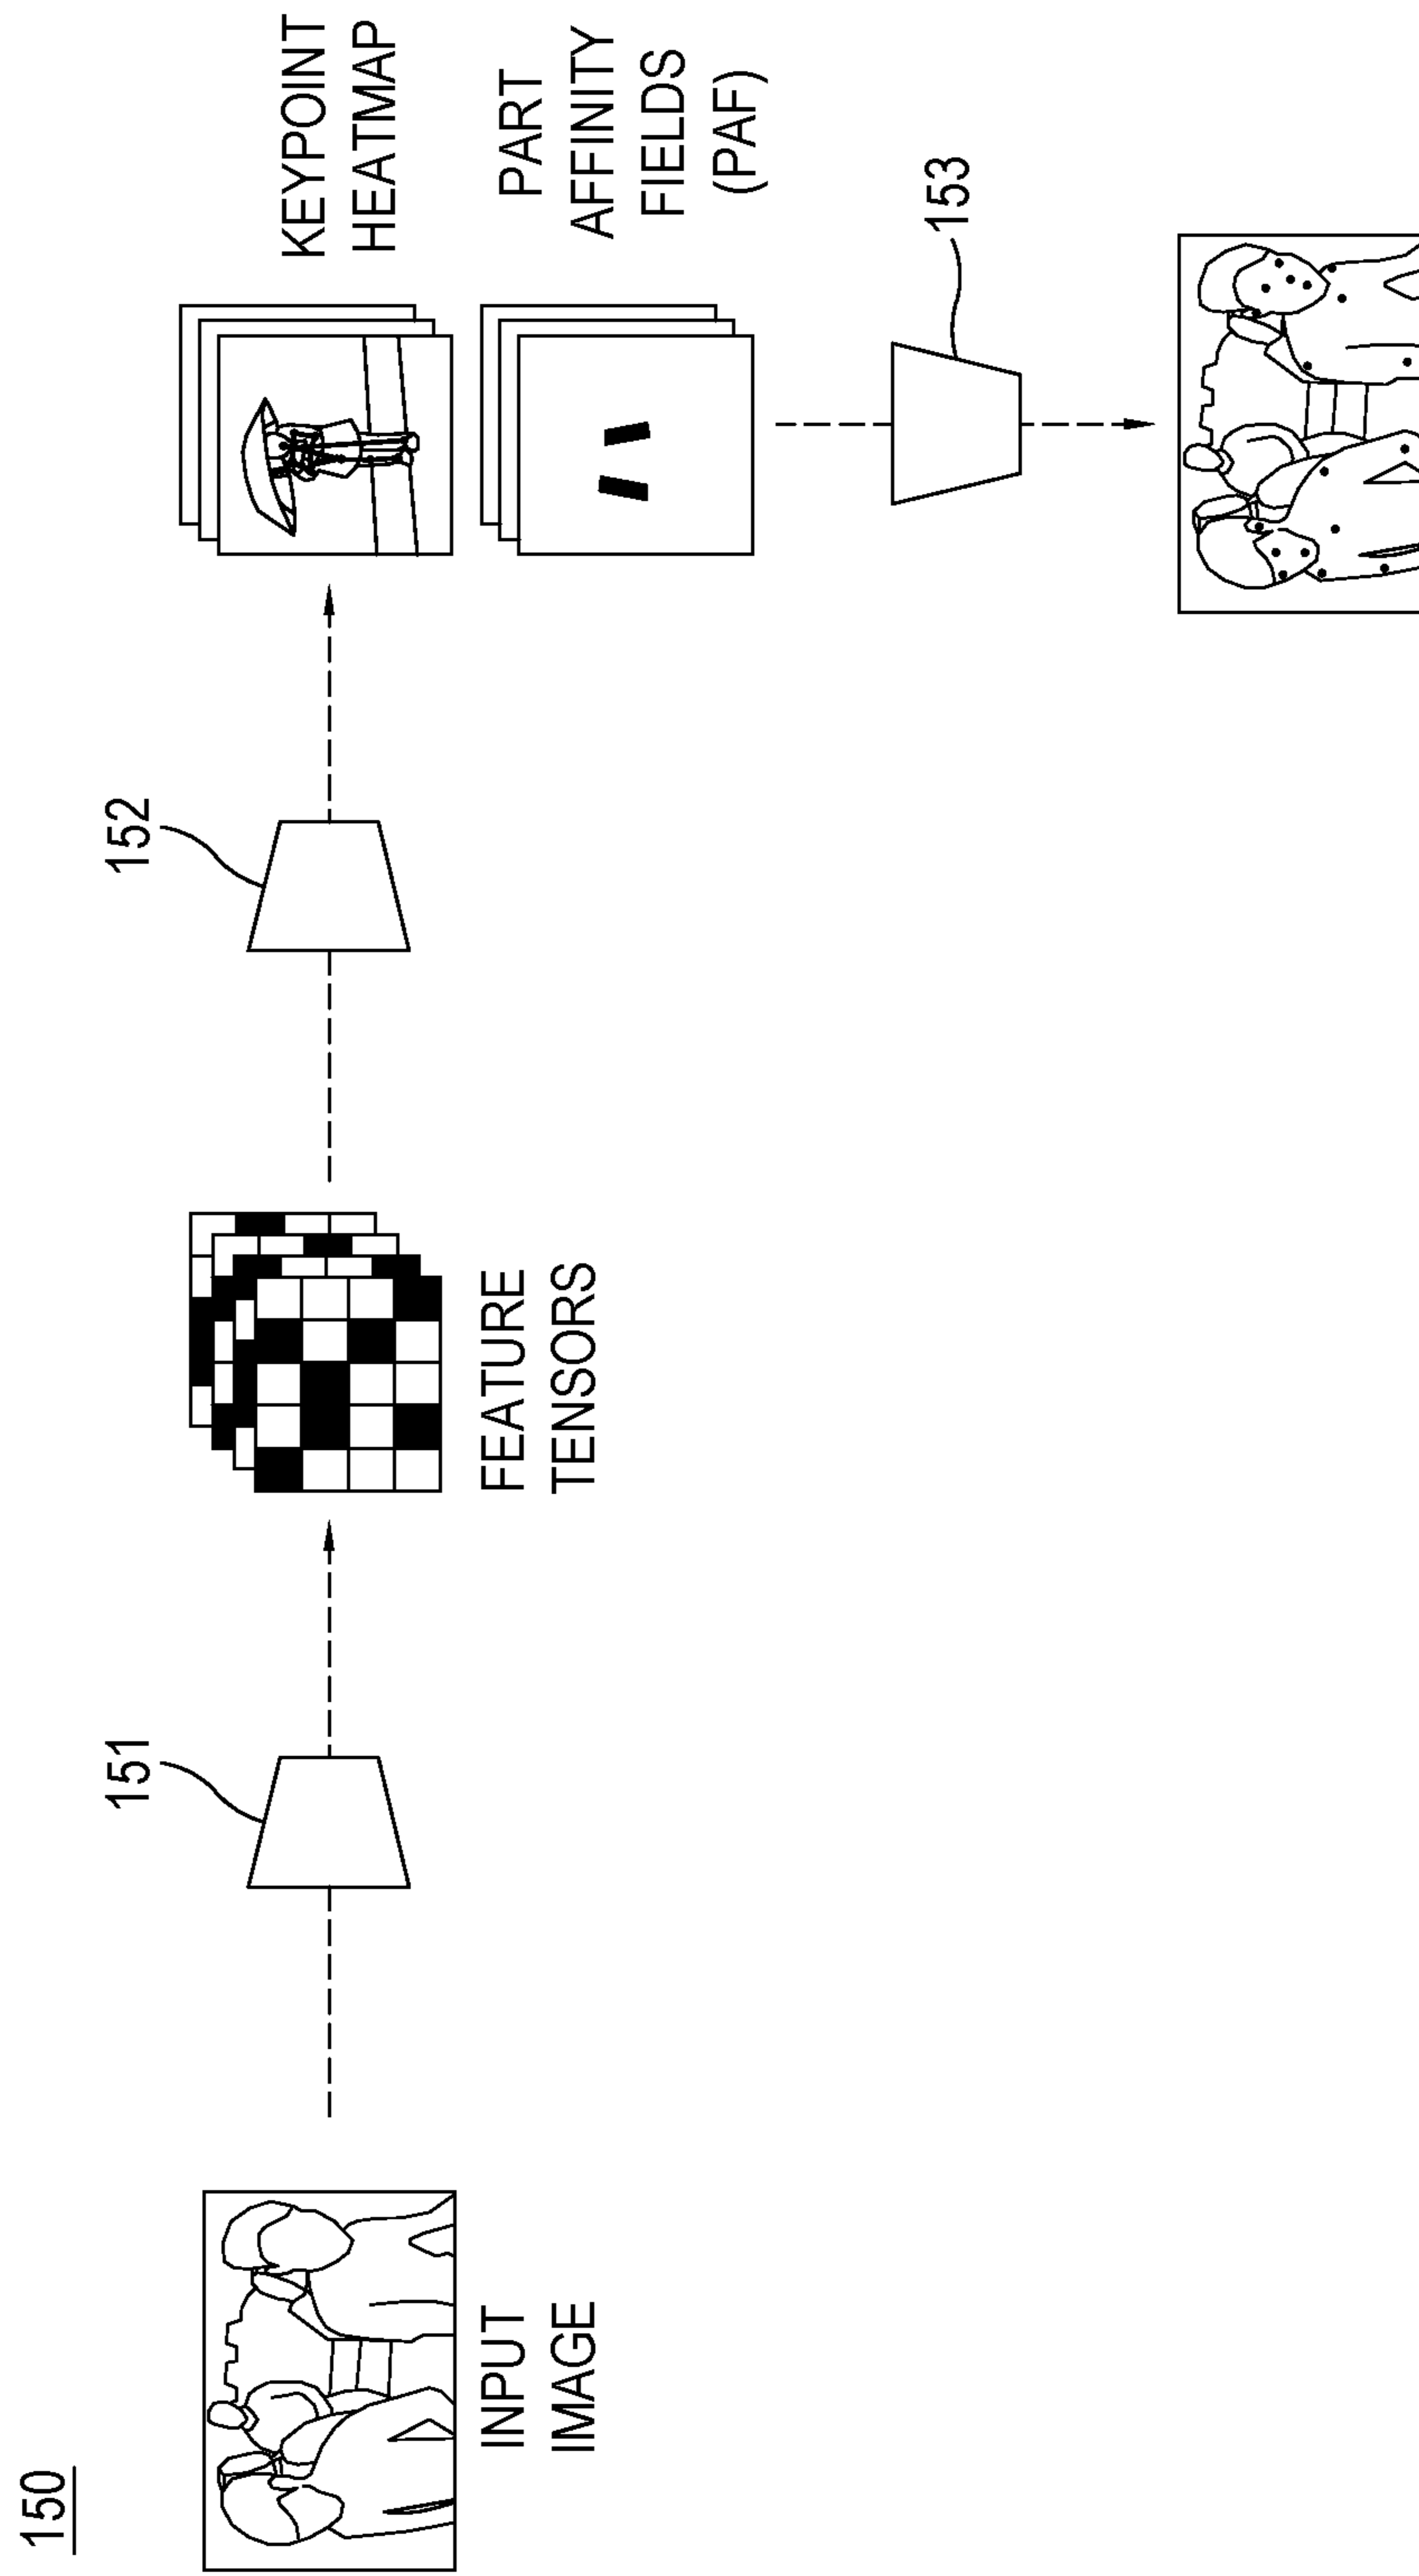 150
INPUT
IMAGE
151
FEATURE
TENSORS
152
KEYPOINT
HEATMAP
PART
AFFINITY
FIELDS
(PAF)
153